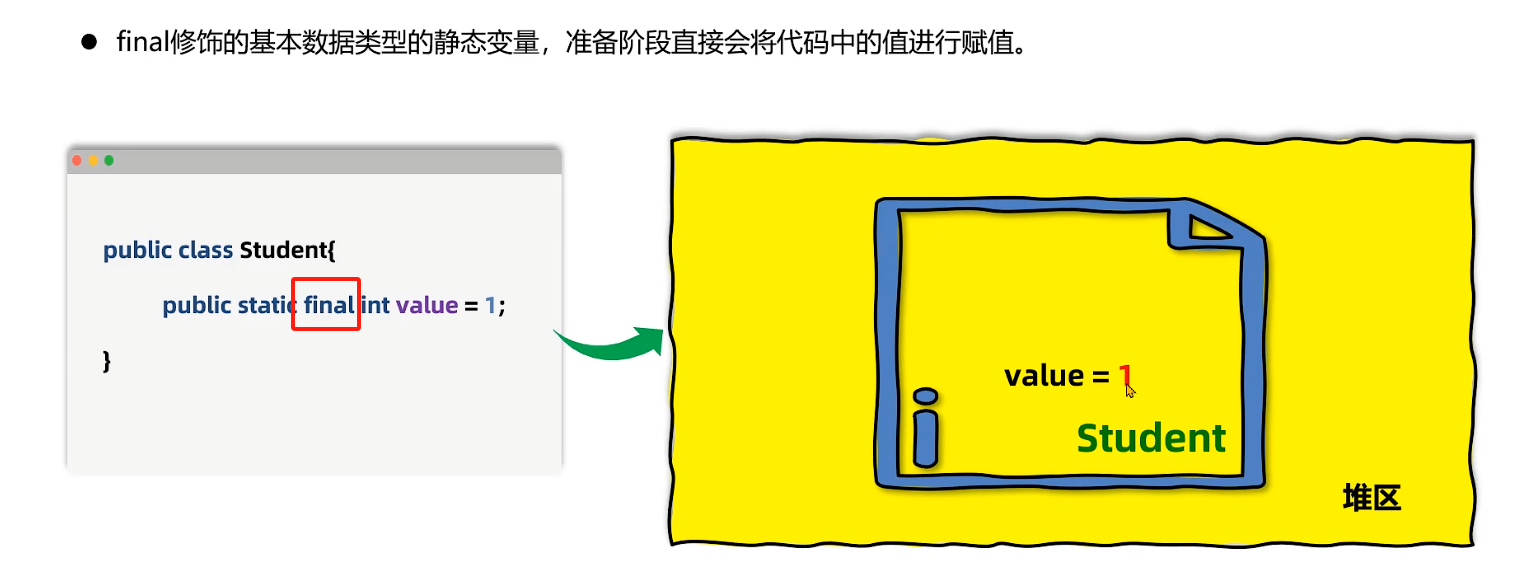 ● final修饰的基本数据类型的静态变量，准备阶段直接会将代码中的值进行赋值。
public class Student{
public static final int value = 1;
}
value = 1
Student
堆区